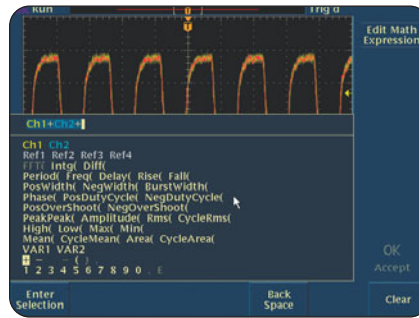 Run Trig'd
Edit Math
Expression
Ch1+Ch2+
Ch1 Ch2
Ref1 Ref2 Ref3 Ref4
FFT( Intg( Diff(
Period( Freq( Delay( Rise( Fall(
PosWidth( NegWidth( BurstWidth(
Phase( PosDutyCycle( NegDutyCycle(
PosOverShoot( NegOverShoot(
PeakPeak( Amplitude( Rms( CycleRms(
High( Low( Max( Min(
Mean( CycleMean( Area( CycleArea(
VAR1 VAR2
1 2 3 4 5 6 7 8 9 0 . E
OK
Accept
Enter
Selection
Back
Space
Clear